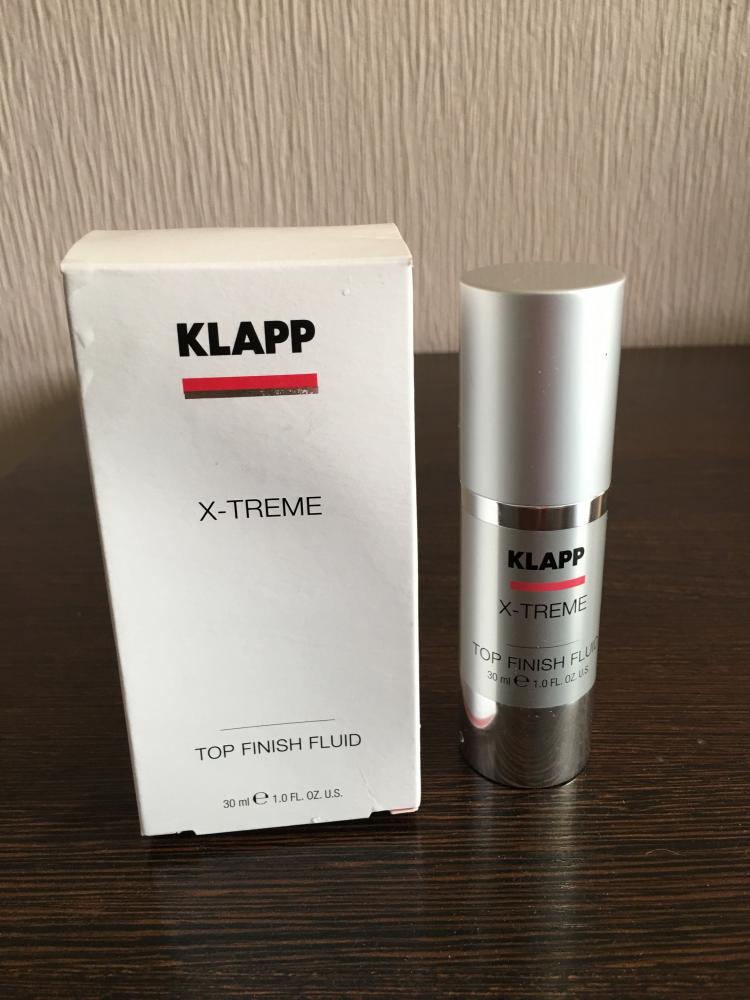 KLAPP
X-TREME
TOP FINISH FLUID
30 ml ℮ 1.0 FL. OZ. U.S.
KLAPP
X-TREME
TOP FINISH FLUID
30 ml ℮ 1.0 FL. OZ. U.S.